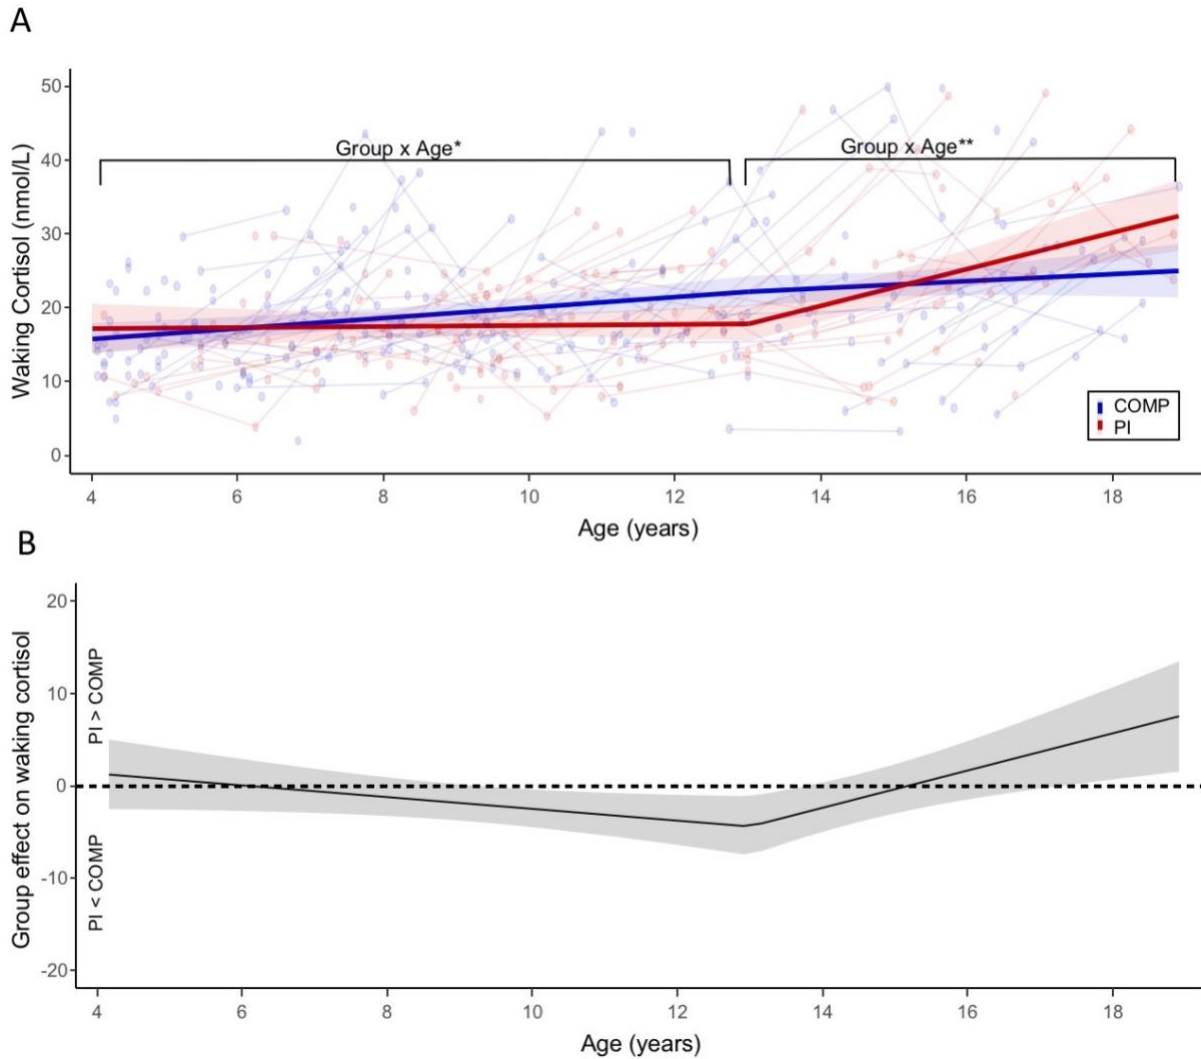 A
Waking Cortisol (nmol/L)
50
40
30
20
10
0
Group x Age*
Group x Age**
COMP
PI
4 6 8 10 12 14 16 18
Age (years)
B
Group effect on waking cortisol
PI > COMP
PI < COMP
20
10
0
-10
-20
4 6 8 10 12 14 16 18
Age (years)